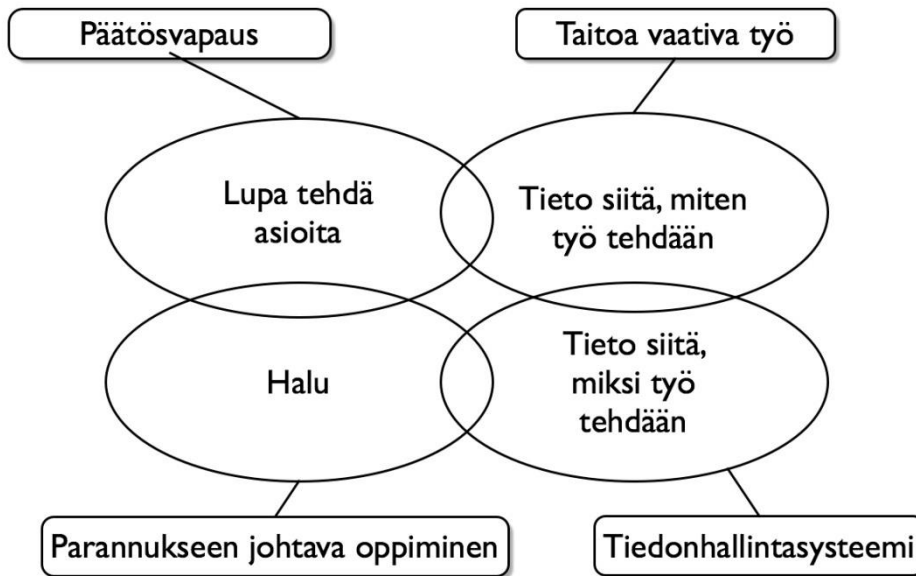 Päätösvapaus
Taitoa vaativa työ
Lupa tehdä
asioita
Tieto siitä, miten
työ tehdään
Halu
Tieto siitä,
miksi työ
tehdään
Parannukseen johtava oppiminen
Tiedonhallintasysteemi